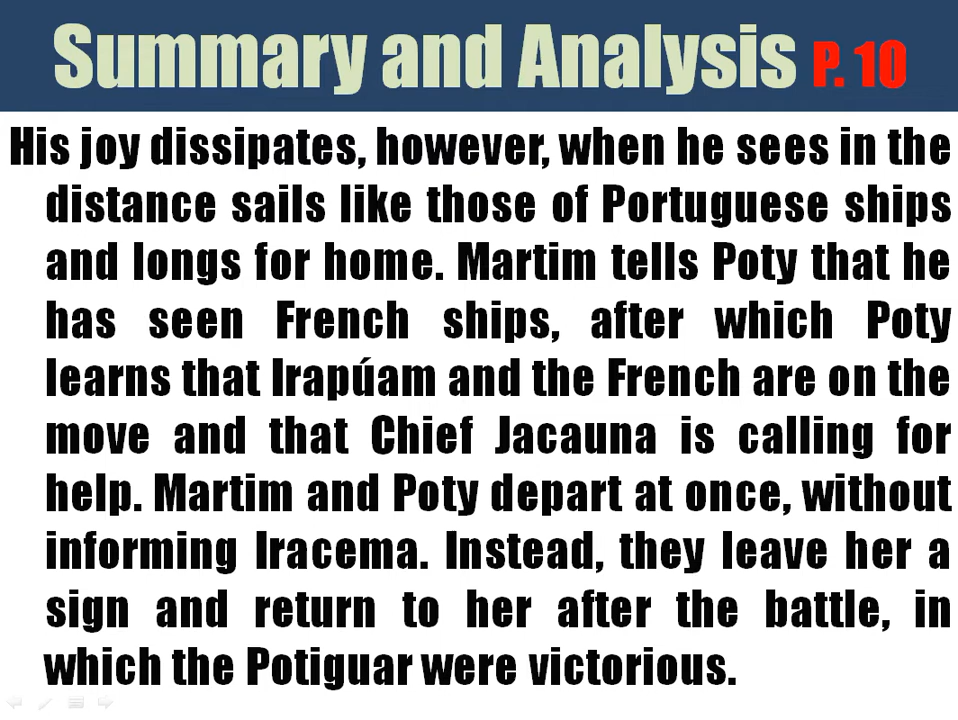 Summary and Analysis P. 10
His joy dissipates, however, when he sees in the
distance sails like those of Portuguese ships
and longs for home. Martim tells Poty that he
has seen French ships, after which Poty
learns that Irapúam and the French are on the
move and that Chief Jacauna is calling for
help. Martim and Poty depart at once, without
informing Iracema. Instead, they leave her a
sign and return to her after the battle, in
which the Potiguar were victorious.